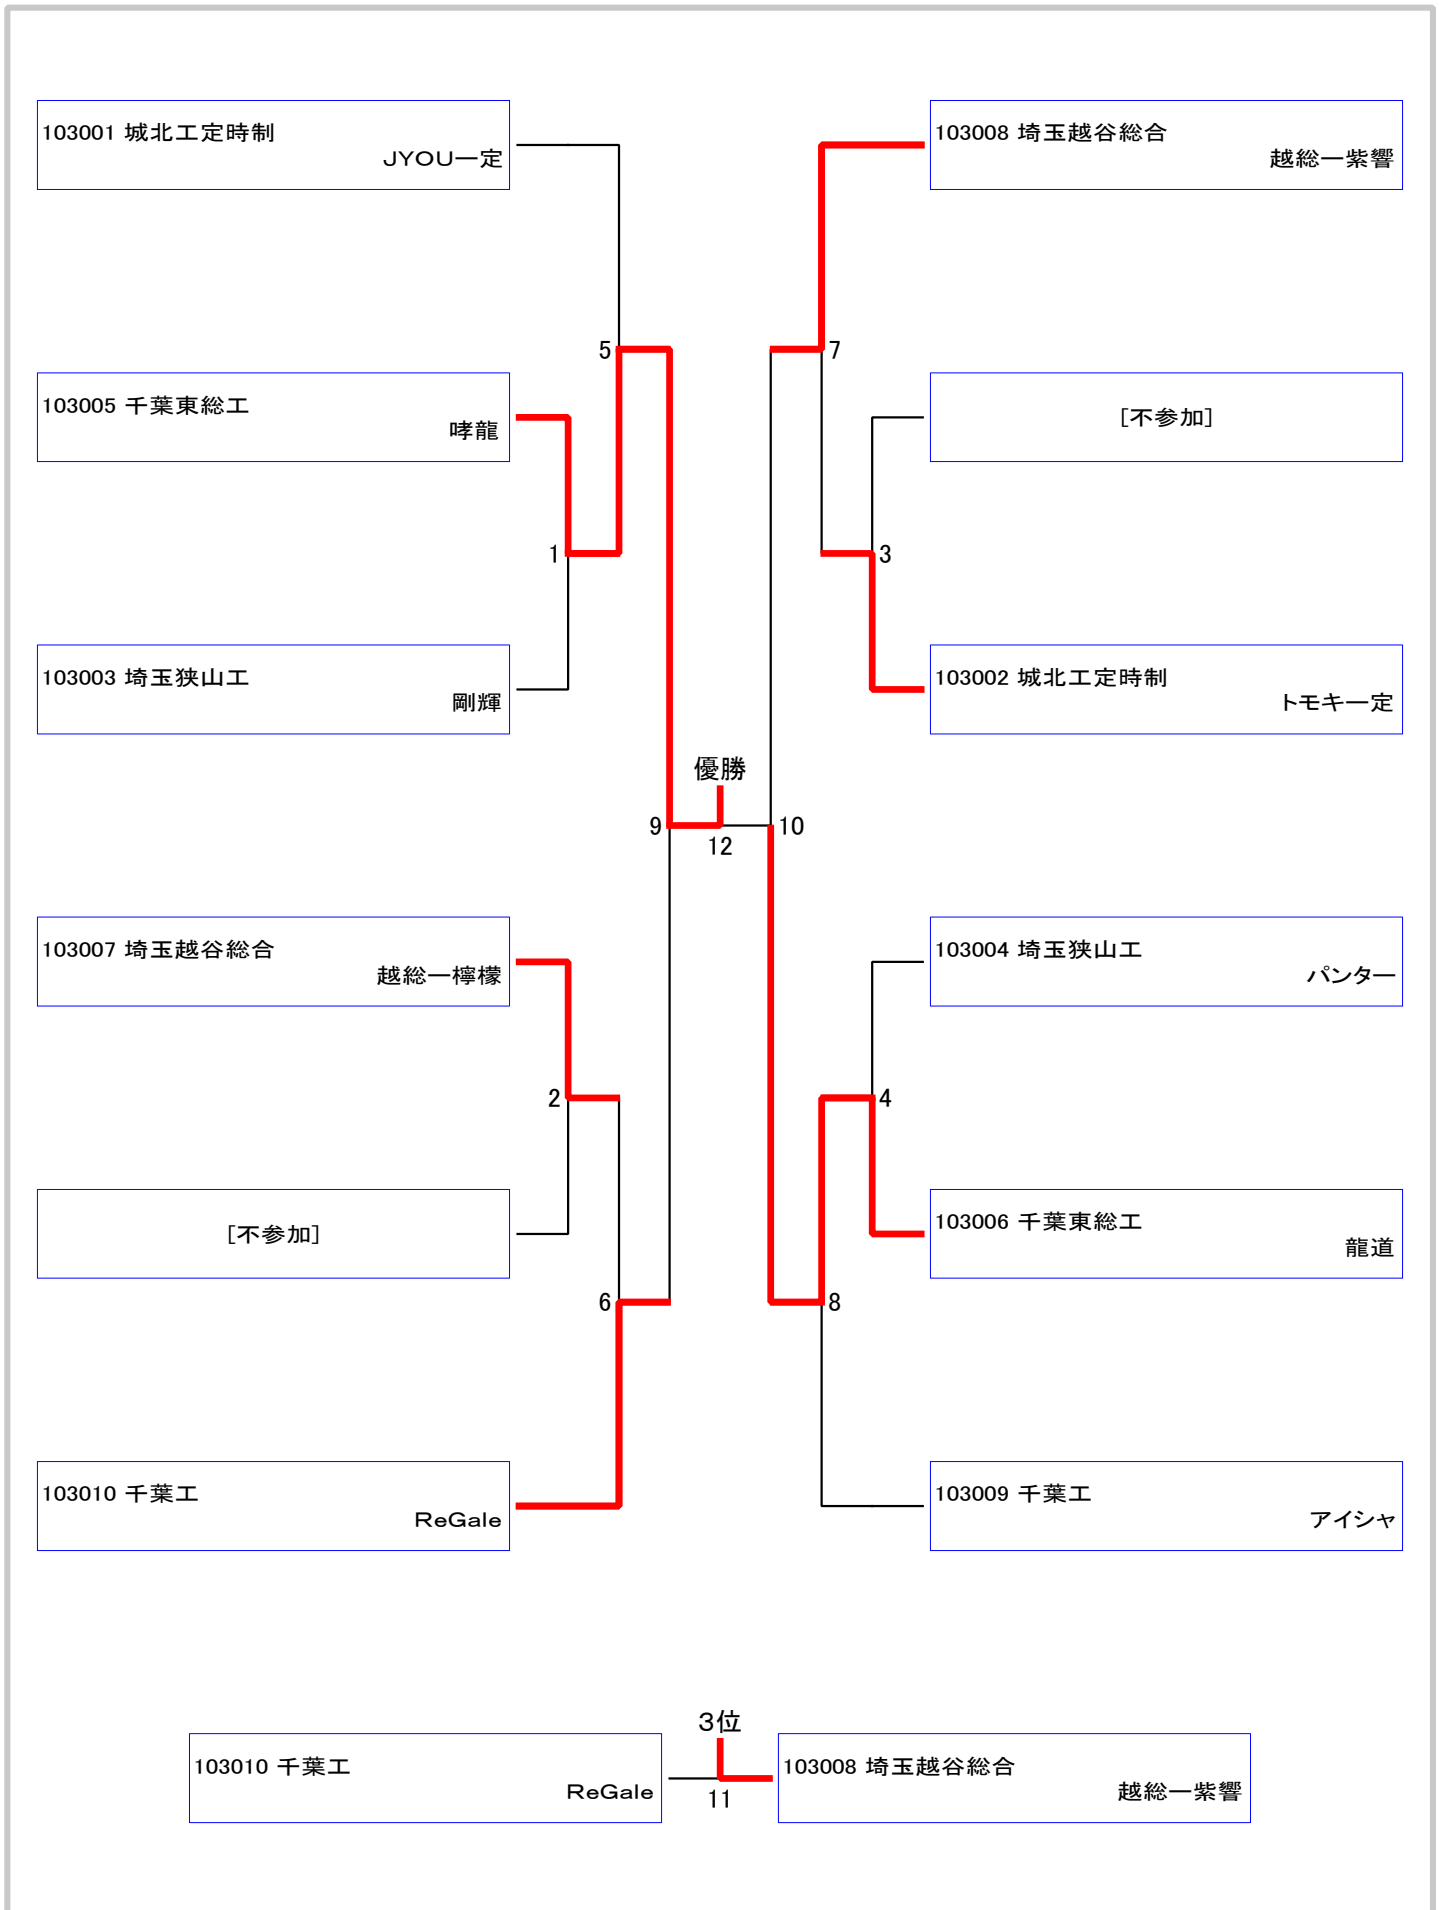 103001 城北工定時制
JYOU一定
103005 千葉東総工
哮龍
103003 埼玉狭山工
剛輝
103007 埼玉越谷総合
越総一檸檬
[不参加]
103010 千葉工
ReGale
5
1
9
2
6
優勝
12
103008 埼玉越谷総合
越総一紫響
[不参加]
103002 城北工定時制
トモキー定
103004 埼玉狭山工
パンター
103006 千葉東総工
龍道
103009 千葉工
アイシャ
7
3
10
4
8
3位
103010 千葉工
ReGale
11
103008 埼玉越谷総合
越総一紫響